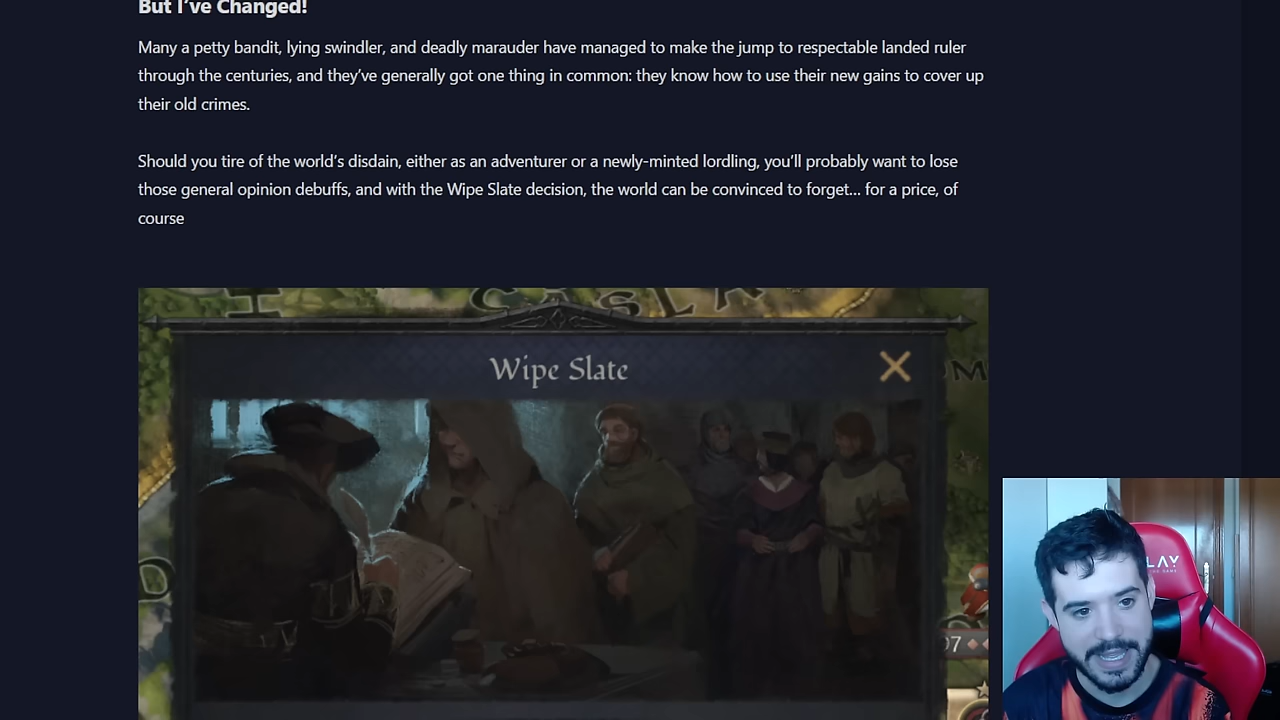 But I've Changed!
Many a petty bandit, lying swindler, and deadly marauder have managed to make the jump to respectable landed ruler
through the centuries, and they've generally got one thing in common: they know how to use their new gains to cover up
their old crimes.
Should you tire of the world's disdain, either as an adventurer or a newly-minted lordling, you'll probably want to lose
those general opinion debuffs, and with the Wipe Slate decision, the world can be convinced to forget... for a price, of
course
Wipe Slate